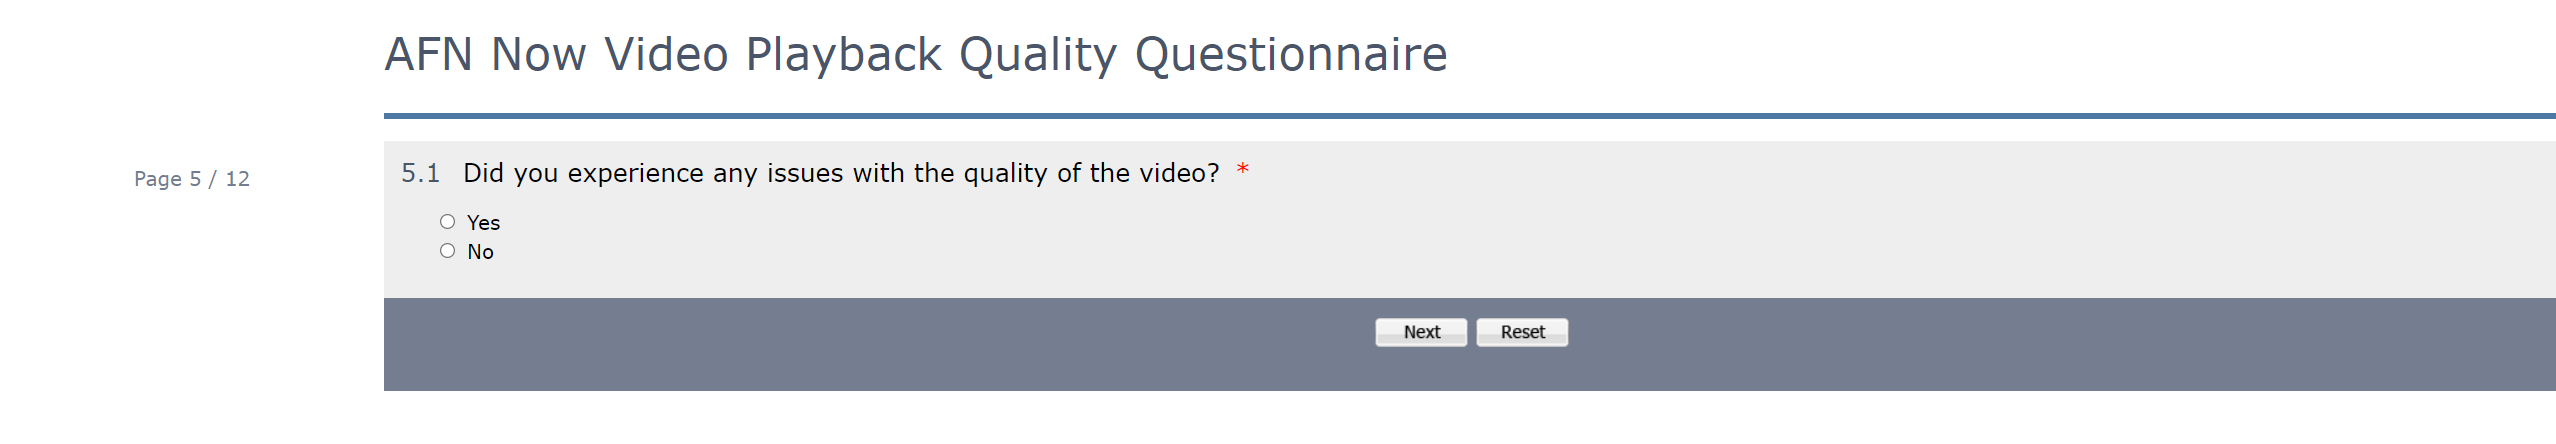 AFN Now Video Playback Quality Questionnaire
Page 5 / 12
5.1 Did you experience any issues with the quality of the video? *
Yes
No
Next Reset